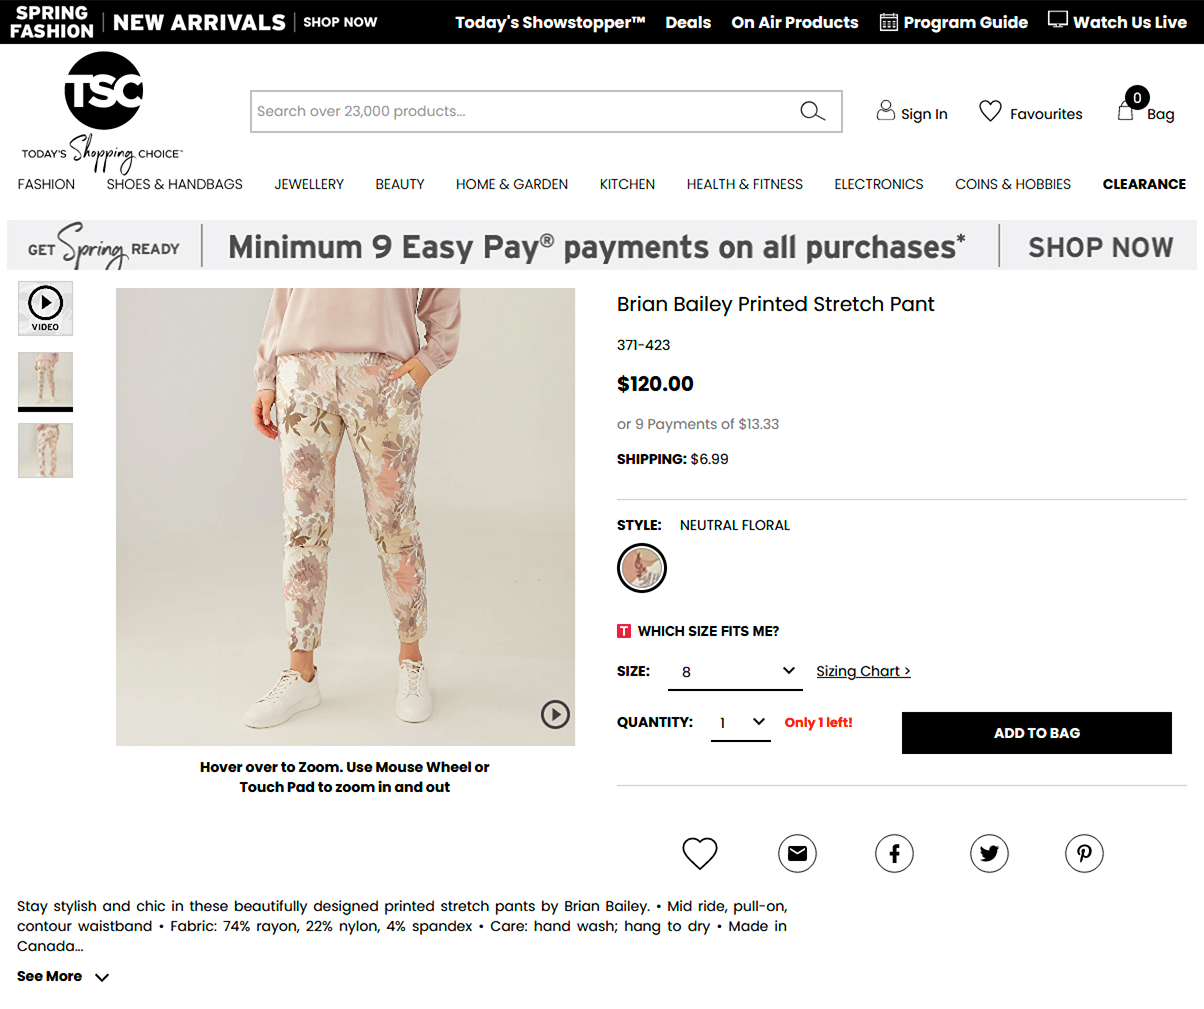 SPRING
FASHION
NEW ARRIVALS
SHOP NOW
Today's Showstopper™ Deals On Air Products Program Guide Watch Us Live
TSC
TODAY'S Shopping CHOICE™
Search over 23,000 products...
Sign In
Favourites
0
Bag
FASHION SHOES & HANDBAGS JEWELLERY BEAUTY HOME & GARDEN KITCHEN HEALTH & FITNESS ELECTRONICS COINS & HOBBIES CLEARANCE
GET Spring READY
Minimum 9 Easy Pay® payments on all purchases*
SHOP NOW
VIDEO
Hover over to Zoom. Use Mouse Wheel or
Touch Pad to zoom in and out
Brian Bailey Printed Stretch Pant
371-423
$120.00
or 9 Payments of $13.33
SHIPPING: $6.99
STYLE: NEUTRAL FLORAL
T WHICH SIZE FITS ME?
SIZE: 8 Sizing Chart >
QUANTITY: 1 Only 1 left!
ADD TO BAG
Stay stylish and chic in these beautifully designed printed stretch pants by Brian Bailey. • Mid ride, pull-on,
contour waistband • Fabric: 74% rayon, 22% nylon, 4% spandex • Care: hand wash; hang to dry • Made in
Canada...
See More